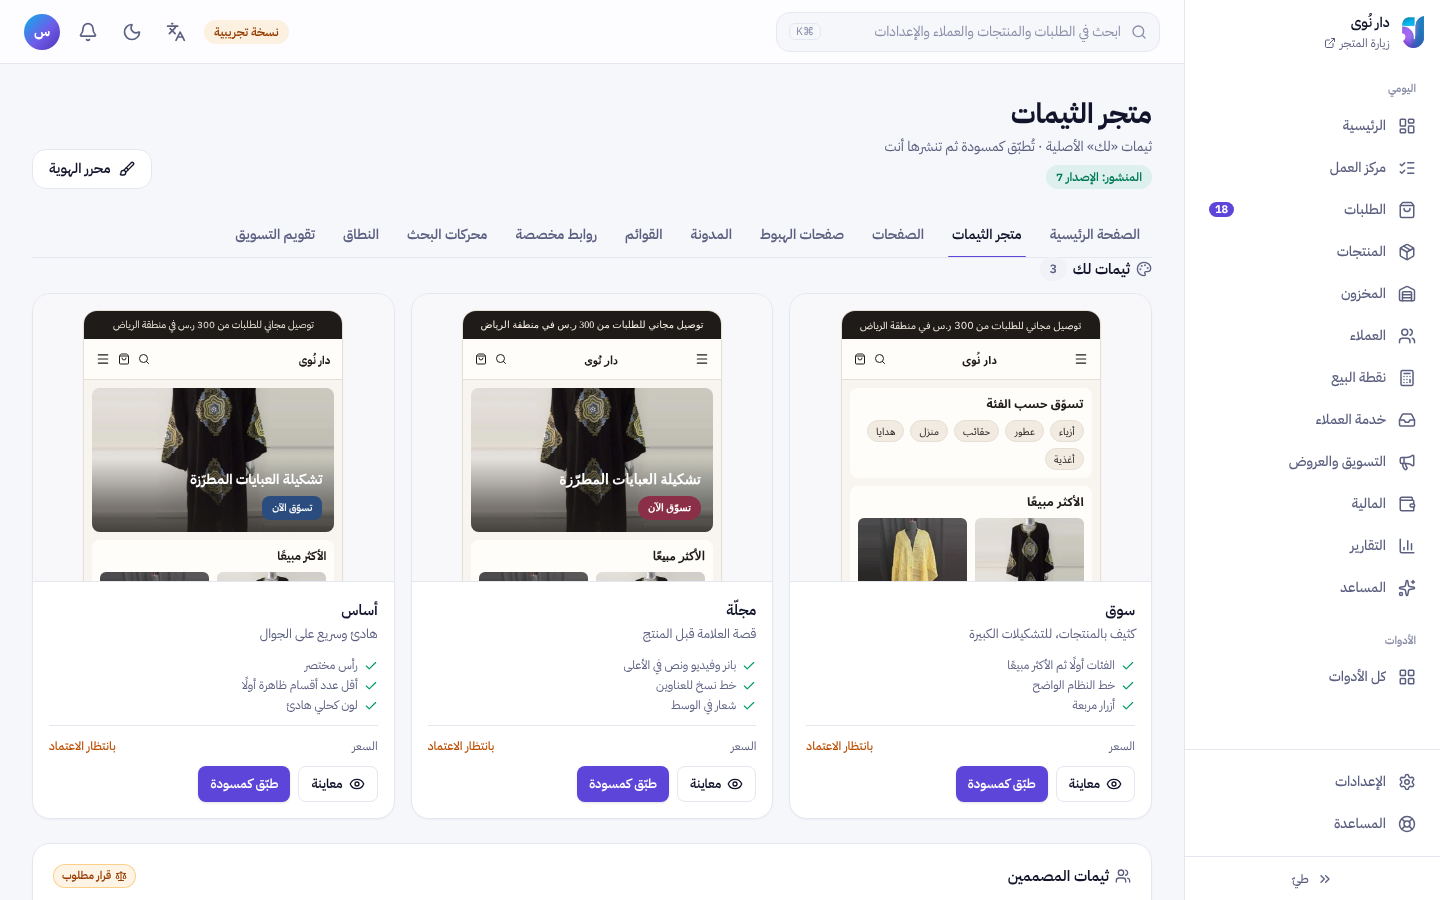 دار نُوى
زيارة المتجر
اليومي
الرئيسية
مركز العمل
الطلبات
18
المنتجات
المخزون
العملاء
نقطة البيع
خدمة العملاء
التسويق والعروض
المالية
التقارير
المساعد
الأدوات
كل الأدوات
الإعدادات
المساعدة
طيّ
ابحث في الطلبات والمنتجات والعملاء والإعدادات
⌘K
نسخة تجريبية
س
متجر الثيمات
ثيمات «لك» الأصلية · تُطبّق كمسودة ثم تنشرها أنت
المنشور: الإصدار 7
محرر الهوية
الصفحة الرئيسية
متجر الثيمات
الصفحات
صفحات الهبوط
المدونة
القوائم
روابط مخصصة
محركات البحث
النطاق
تقويم التسويق
ثيمات لك 3
توصيل مجاني للطلبات من 300 ر.س في منطقة الرياض
دار نُوى
تسوّق حسب الفئة
أزياء
عطور
حقائب
منزل
هدايا
أغذية
الأكثر مبيعًا
سوق
كثيف بالمنتجات، للتشكيلات الكبيرة
الفئات أولًا ثم الأكثر مبيعًا
خط النظام الواضح
أزرار مربعة
السعر
بانتظار الاعتماد
معاينة
طبّق كمسودة
توصيل مجاني للطلبات من 300 ر.س في منطقة الرياض
دار نُوى
تشكيلة العبايات المطرّزة
تسوّق الآن
الأكثر مبيعًا
مجلّة
قصة العلامة قبل المنتج
بانر وفيديو ونص في الأعلى
خط نسخ للعناوين
شعار في الوسط
السعر
بانتظار الاعتماد
معاينة
طبّق كمسودة
توصيل مجاني للطلبات من 300 ر.س في منطقة الرياض
دار نُوى
تشكيلة العبايات المطرّزة
تسوّق الآن
الأكثر مبيعًا
أساس
هادئ وسريع على الجوال
رأس مختصر
أقل عدد أقسام ظاهرة أولًا
لون كحلي هادئ
السعر
بانتظار الاعتماد
معاينة
طبّق كمسودة
ثيمات المصممين
قرار مطلوب